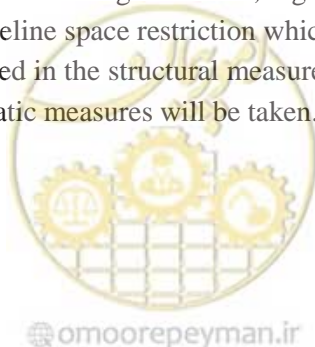 eline space restriction which
ed in the structural measure
atic measures will be taken.
@omoorepeyman.ir